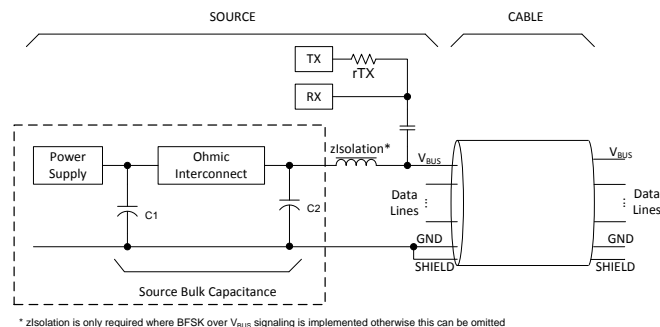 SOURCE
CABLE
TX
rTX
RX
zIsolation*
Power
Supply
Ohmic
Interconnect
VBUS
VBUS
C1
C2
Data
Lines
...
...
Data
Lines
GND
GND
SHIELD
SHIELD
Source Bulk Capacitance
* zIsolation is only required where BFSK over VBUS signaling is implemented otherwise this can be omitted